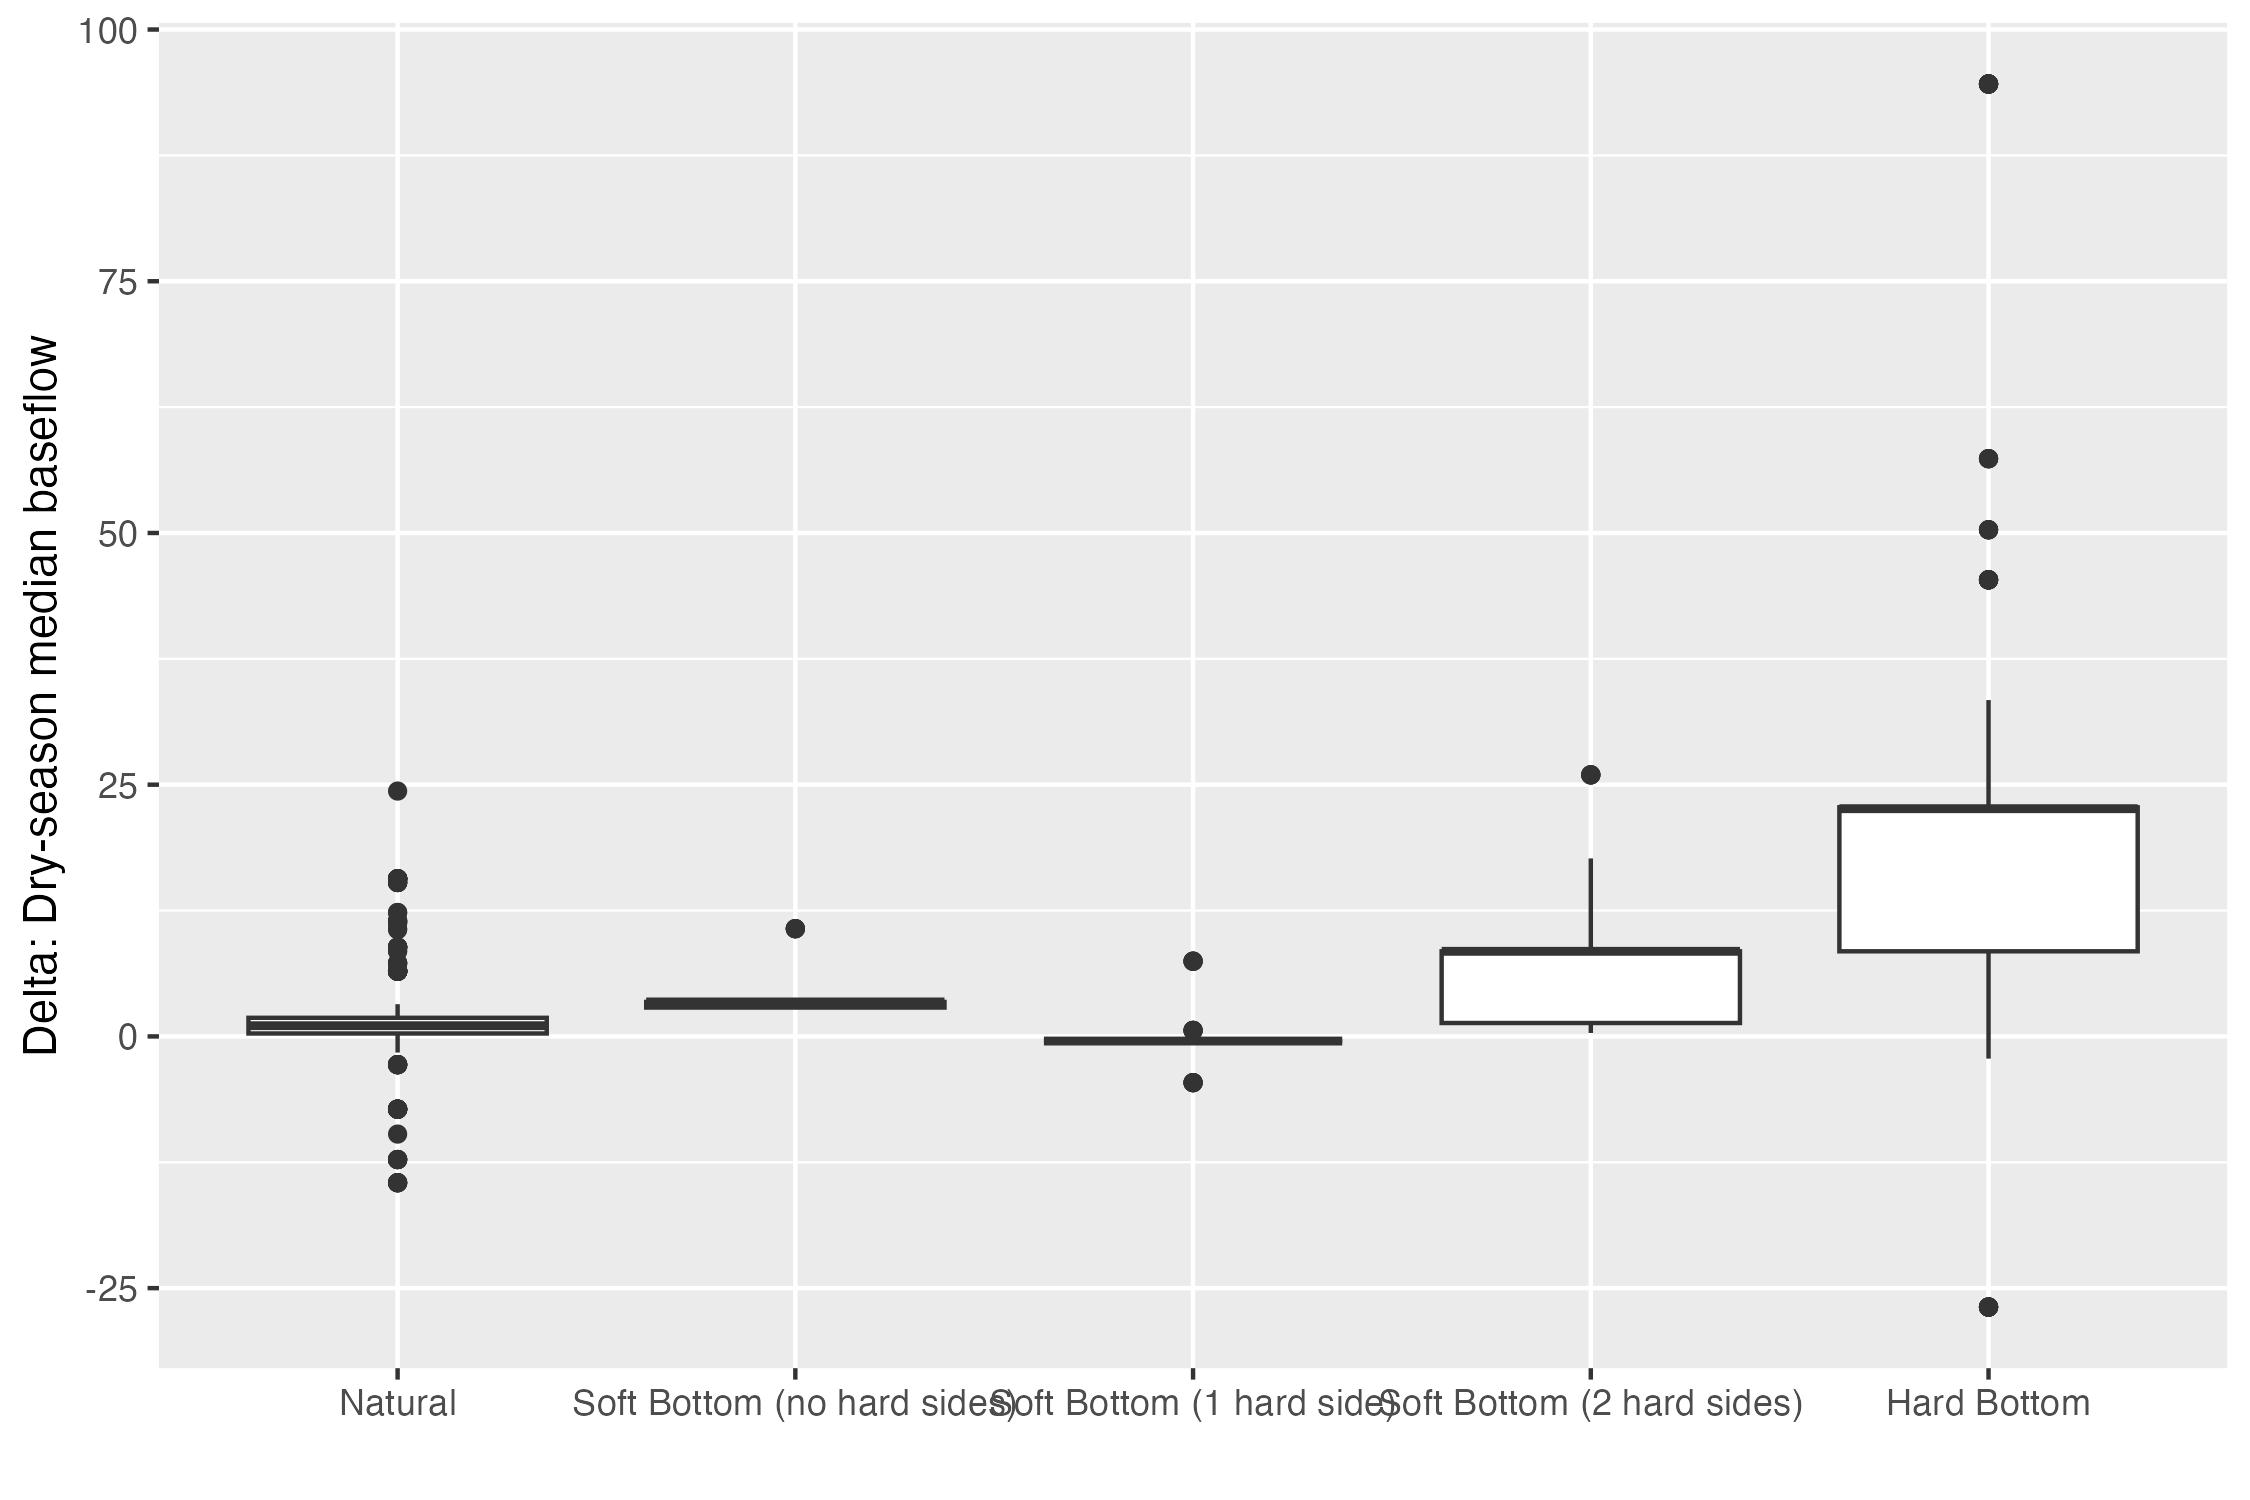 Delta: Dry-season median baseflow
100
75
50
25
0
-25
Natural
Soft Bottom (no hard sides)
Soft Bottom (1 hard side)
Soft Bottom (2 hard sides)
Hard Bottom